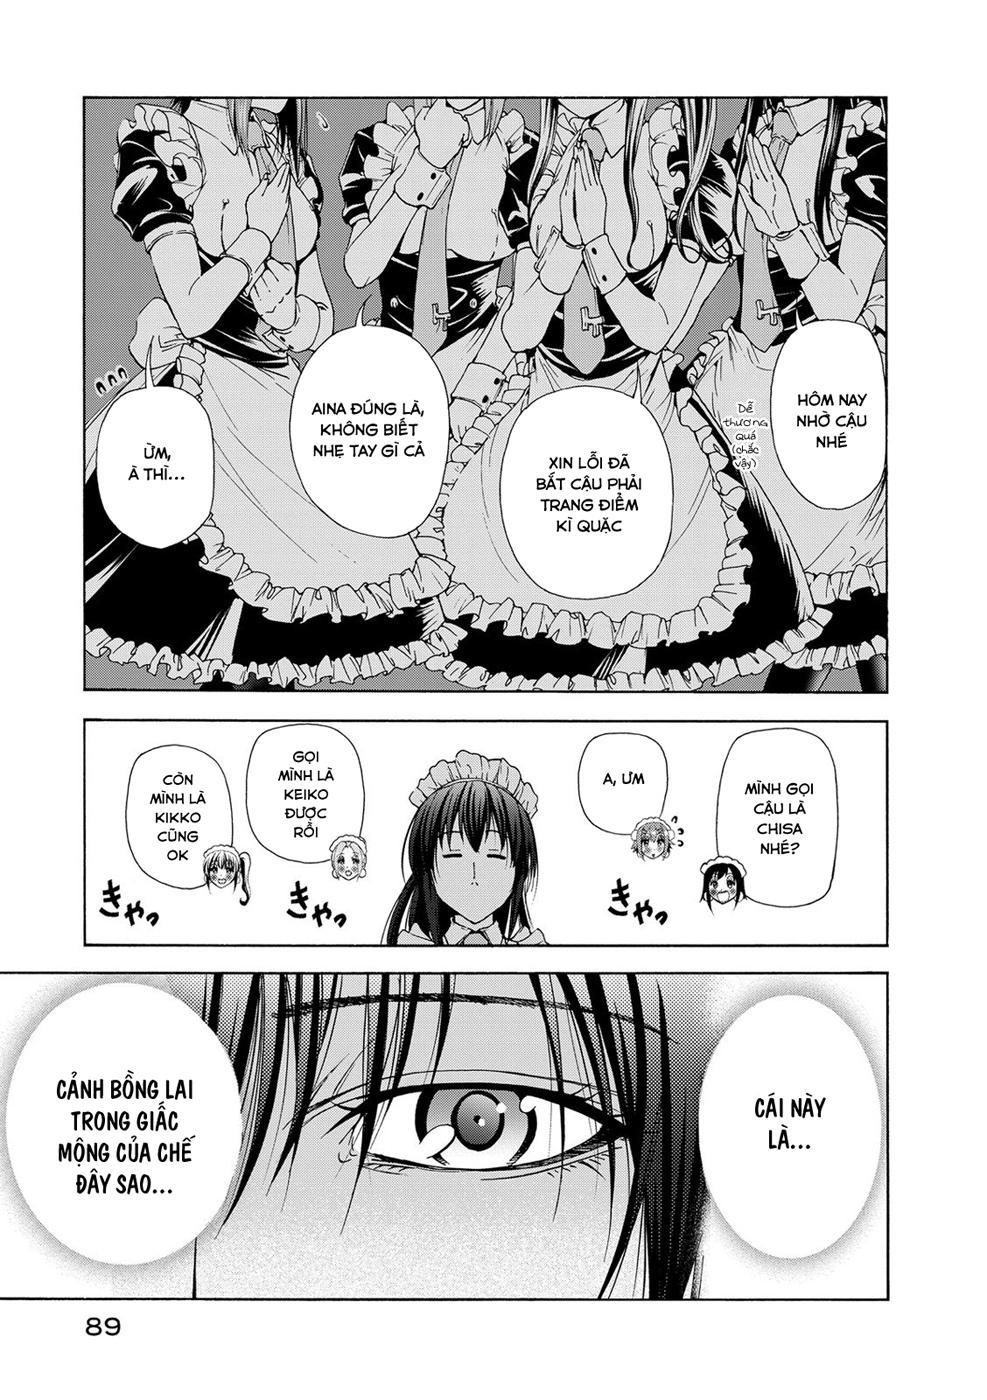 HÔM NAY
NHỜ CẬU
NHÉ
Dễ
thương
quá
(chắc
vậy)
XIN LỖI ĐÃ
BẮT CẬU PHẢI
TRANG ĐIỂM
KÌ QUẶC
AINA ĐÚNG LÀ,
KHÔNG BIẾT
NHẸ TAY GÌ CẢ
ỪM,
À THÌ...
MÌNH GỌI
CẬU LÀ
CHISA
NHÉ?
A, ƯM
きゃっ
GỌI
MÌNH LÀ
KEIKO
ĐƯỢC
RỒI
きゃっ
CÒN
MÌNH LÀ
KIKKO
CŨNG
OK
きゃっ
CÁI NÀY
LÀ...
CẢNH BỒNG LAI
TRONG GIẤC
MỘNG CỦA CHẾ
ĐÂY SAO...
89